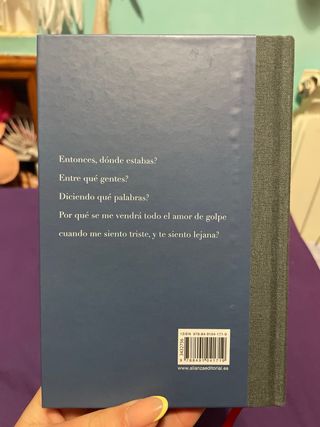 Entonces, dónde estabas?
Entre qué gentes?
Diciendo qué palabras?
Por qué se me vendrá todo el amor de golpe
cuando me siento triste, y te siento lejana?
www.alianzaeditorial.es